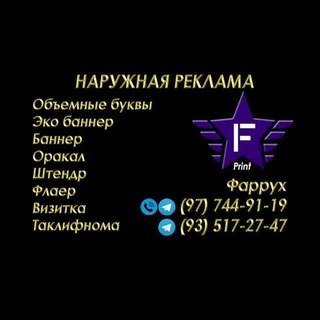 НАРУЖНАЯ РЕКЛАМА
Объемные буквы
Эко баннер
Баннер
Оракал
Штендр
Флаер
Визитка
Таклифнома
F
Print
Фаррух
(97) 744-91-19
(93) 517-27-47